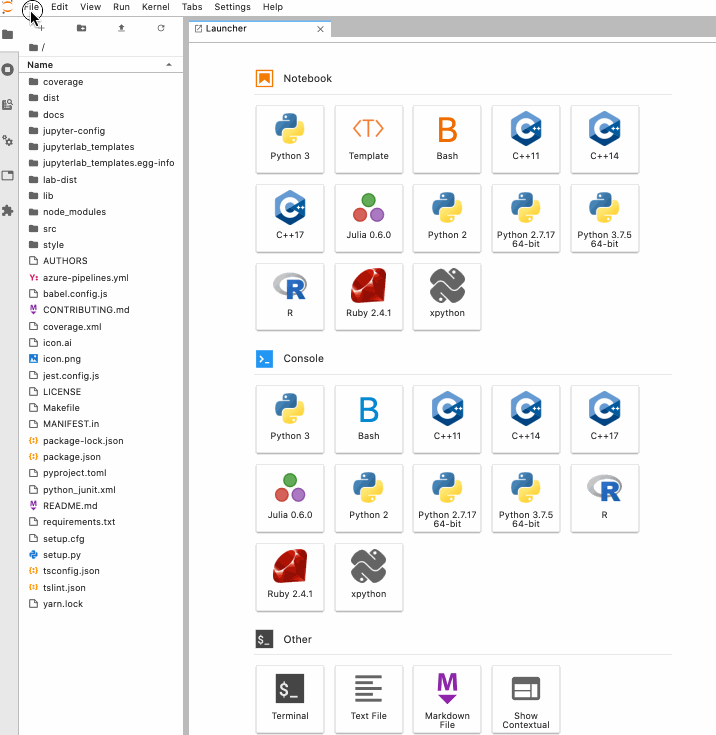 File Edit View Run Kernel Tabs Settings Help
Launcher
/
Name
coverage
dist
docs
jupyter-config
jupyterlab_templates
jupyterlab_templates.egg-info
lab-dist
lib
node_modules
src
style
AUTHORS
Y: azure-pipelines.yml
babel.config.js
CONTRIBUTING.md
coverage.xml
icon.ai
icon.png
jest.config.js
LICENSE
Makefile
MANIFEST.in
package-lock.json
package.json
pyproject.toml
python_junit.xml
README.md
requirements.txt
setup.cfg
setup.py
tsconfig.json
tslint.json
yarn.lock
Notebook
Python 3
<T>
Template
B
Bash
C++11
C++14
C++17
Julia 0.6.0
Python 2
Python 2.7.17
64-bit
Python 3.7.5
64-bit
R
R
Ruby 2.4.1
xpython
Console
Python 3
B
Bash
C++11
C++14
C++17
Julia 0.6.0
Python 2
Python 2.7.17
64-bit
Python 3.7.5
64-bit
R
R
Ruby 2.4.1
xpython
$_ Other
$_
Terminal
Text File
M
Markdown
File
Show
Contextual